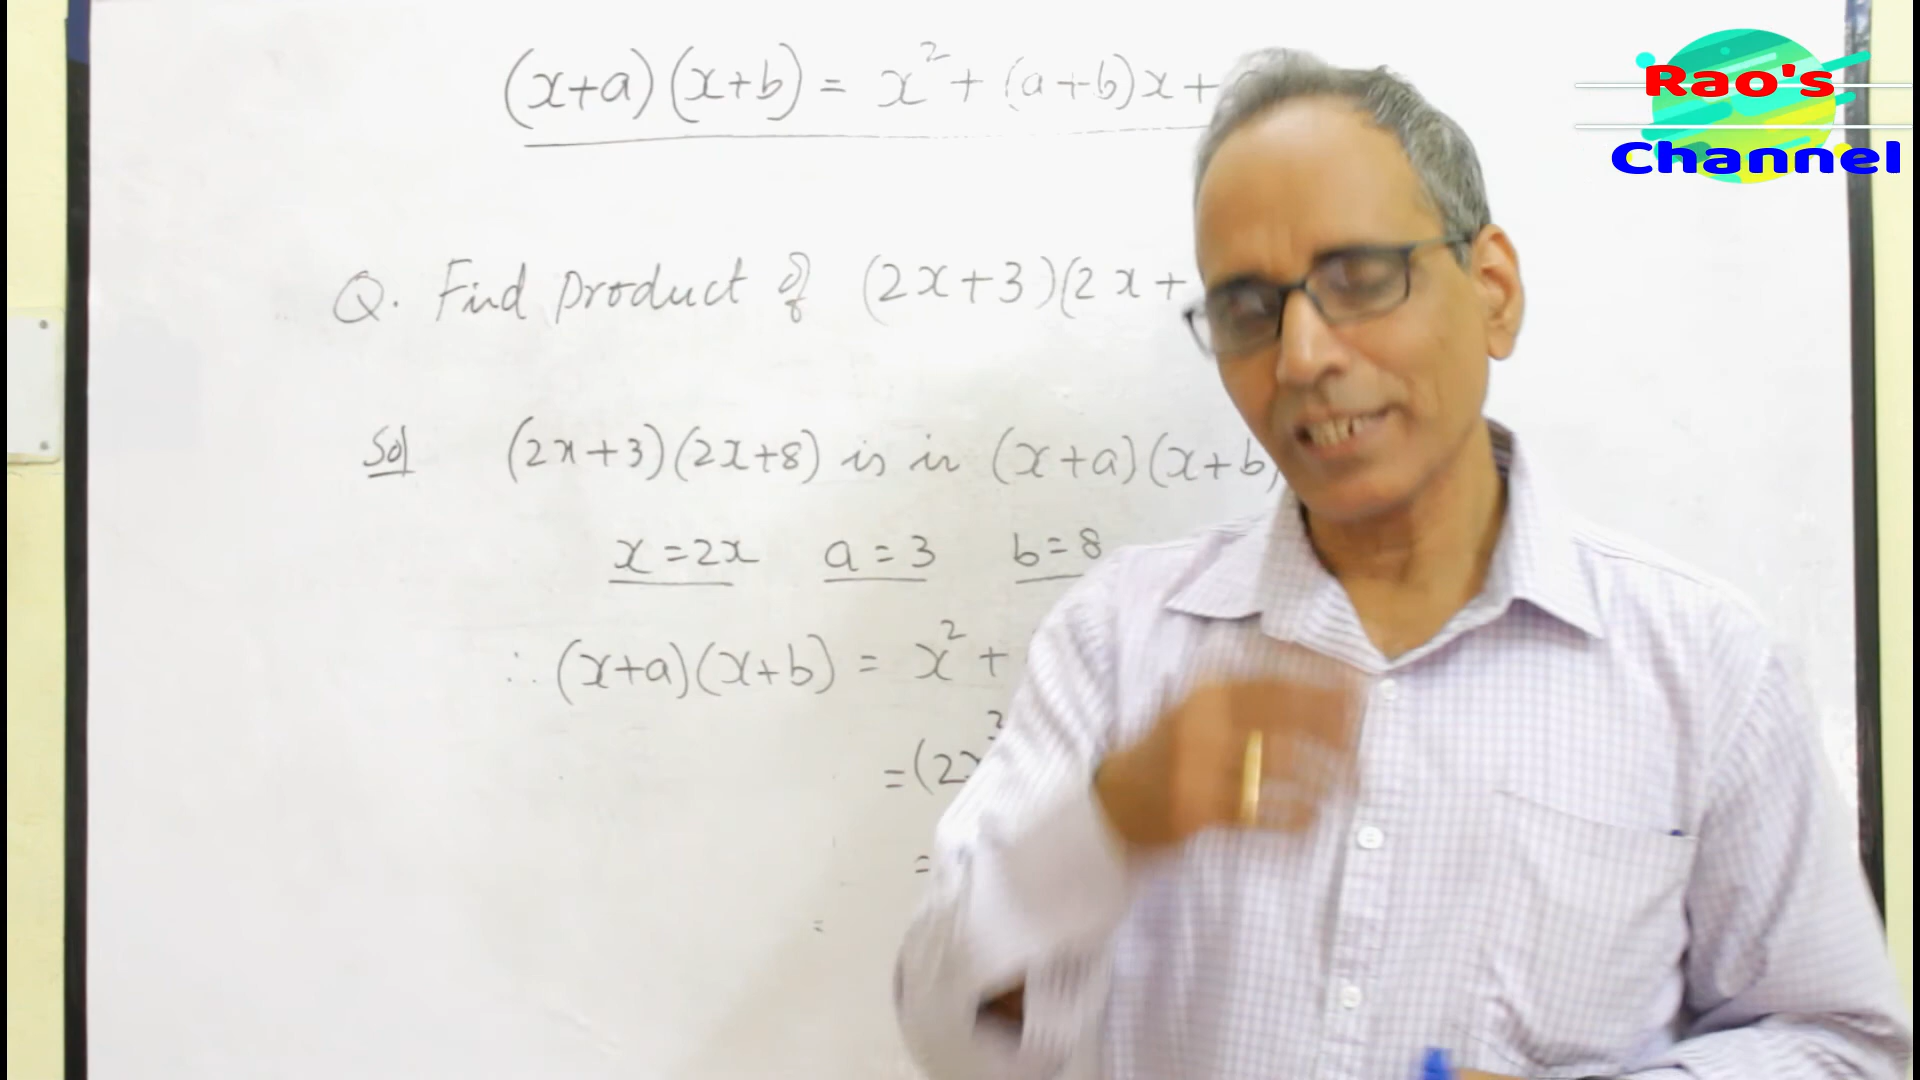 (x+a)(x+b) = x² + (a+b)x +
Q. Find product of (2x+3)(2x+
Sol (2x+3)(2x+8) is in (x+a)(x+b)
x = 2x a = 3 b = 8
∴ (x+a)(x+b) = x² +
= (2x
=
=
Rao's
Channel